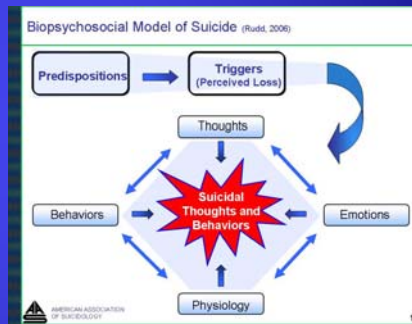 Biopsychosocial Model of Suicide (Rudd, 2006)
Predispositions
Triggers
(Perceived Loss)
Thoughts
Behaviors
Suicidal
Thoughts and
Behaviors
Emotions
Physiology
AMERICAN ASSOCIATION
OF SUICIDOLOGY